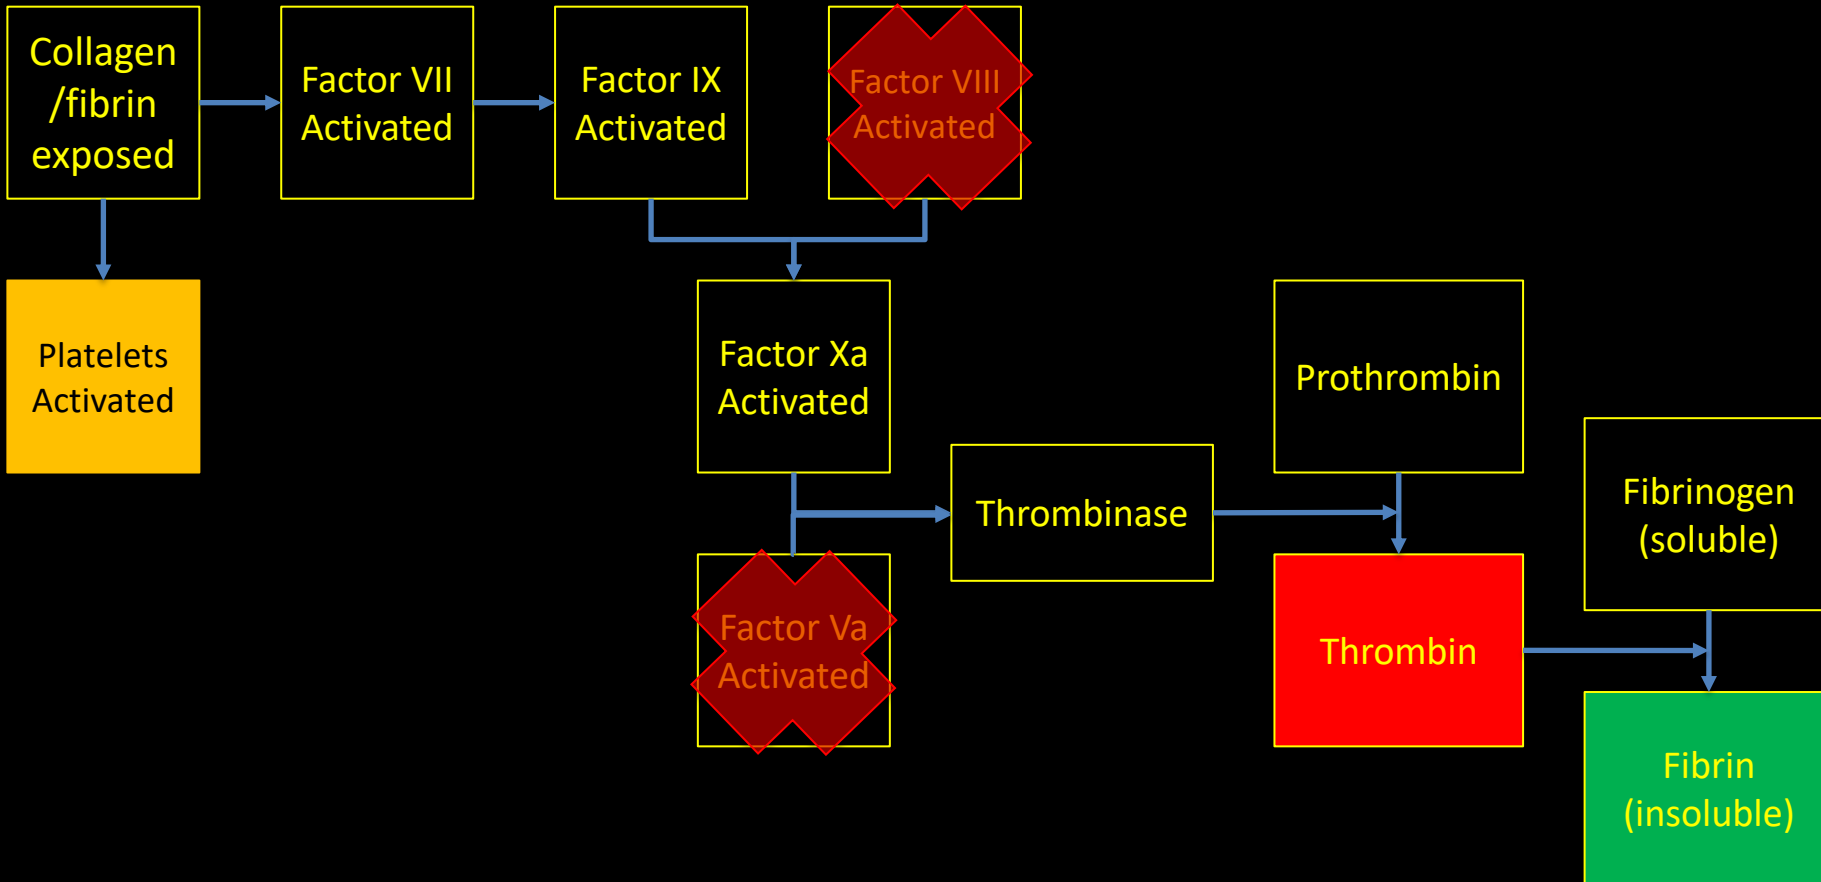 Collagen
/fibrin
exposed
Factor VII
Activated
Factor IX
Activated
Factor VIII
Activated
Platelets
Activated
Factor Xa
Activated
Prothrombin
Thrombinase
Fibrinogen
(soluble)
Factor Va
Activated
Thrombin
Fibrin
(insoluble)